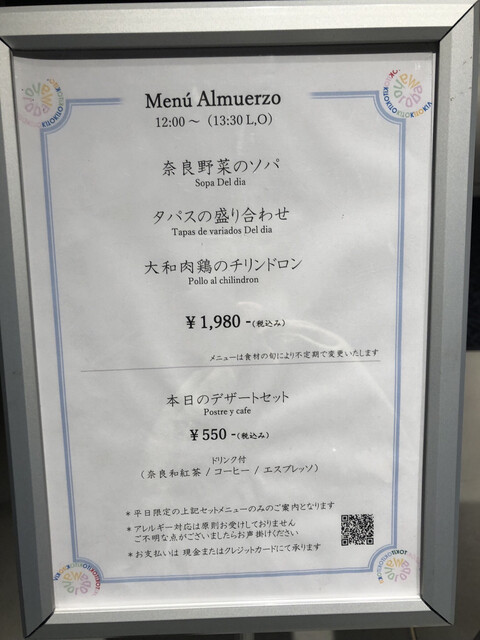 Menú Almuerzo
12:00～（13:30 L,O）
奈良野菜のソパ
Sopa Del dia
タパスの盛り合わせ
Tapas de variados Del dia
大和肉鶏のチリンドロン
Pollo al chilindron
¥1,980-(税込み)
メニューは食材の旬により不定期で変更いたします
本日のデザートセット
Postre y cafe
¥550-(税込み)
ドリンク付
（奈良和紅茶 / コーヒー / エスプレッソ）
＊平日限定の上記セットメニューのみのご案内となります
＊アレルギー対応は原則お受けしておりません
ご不明な点がございましたらお声掛けください
＊お支払いは 現金またはクレジットカードにて承ります